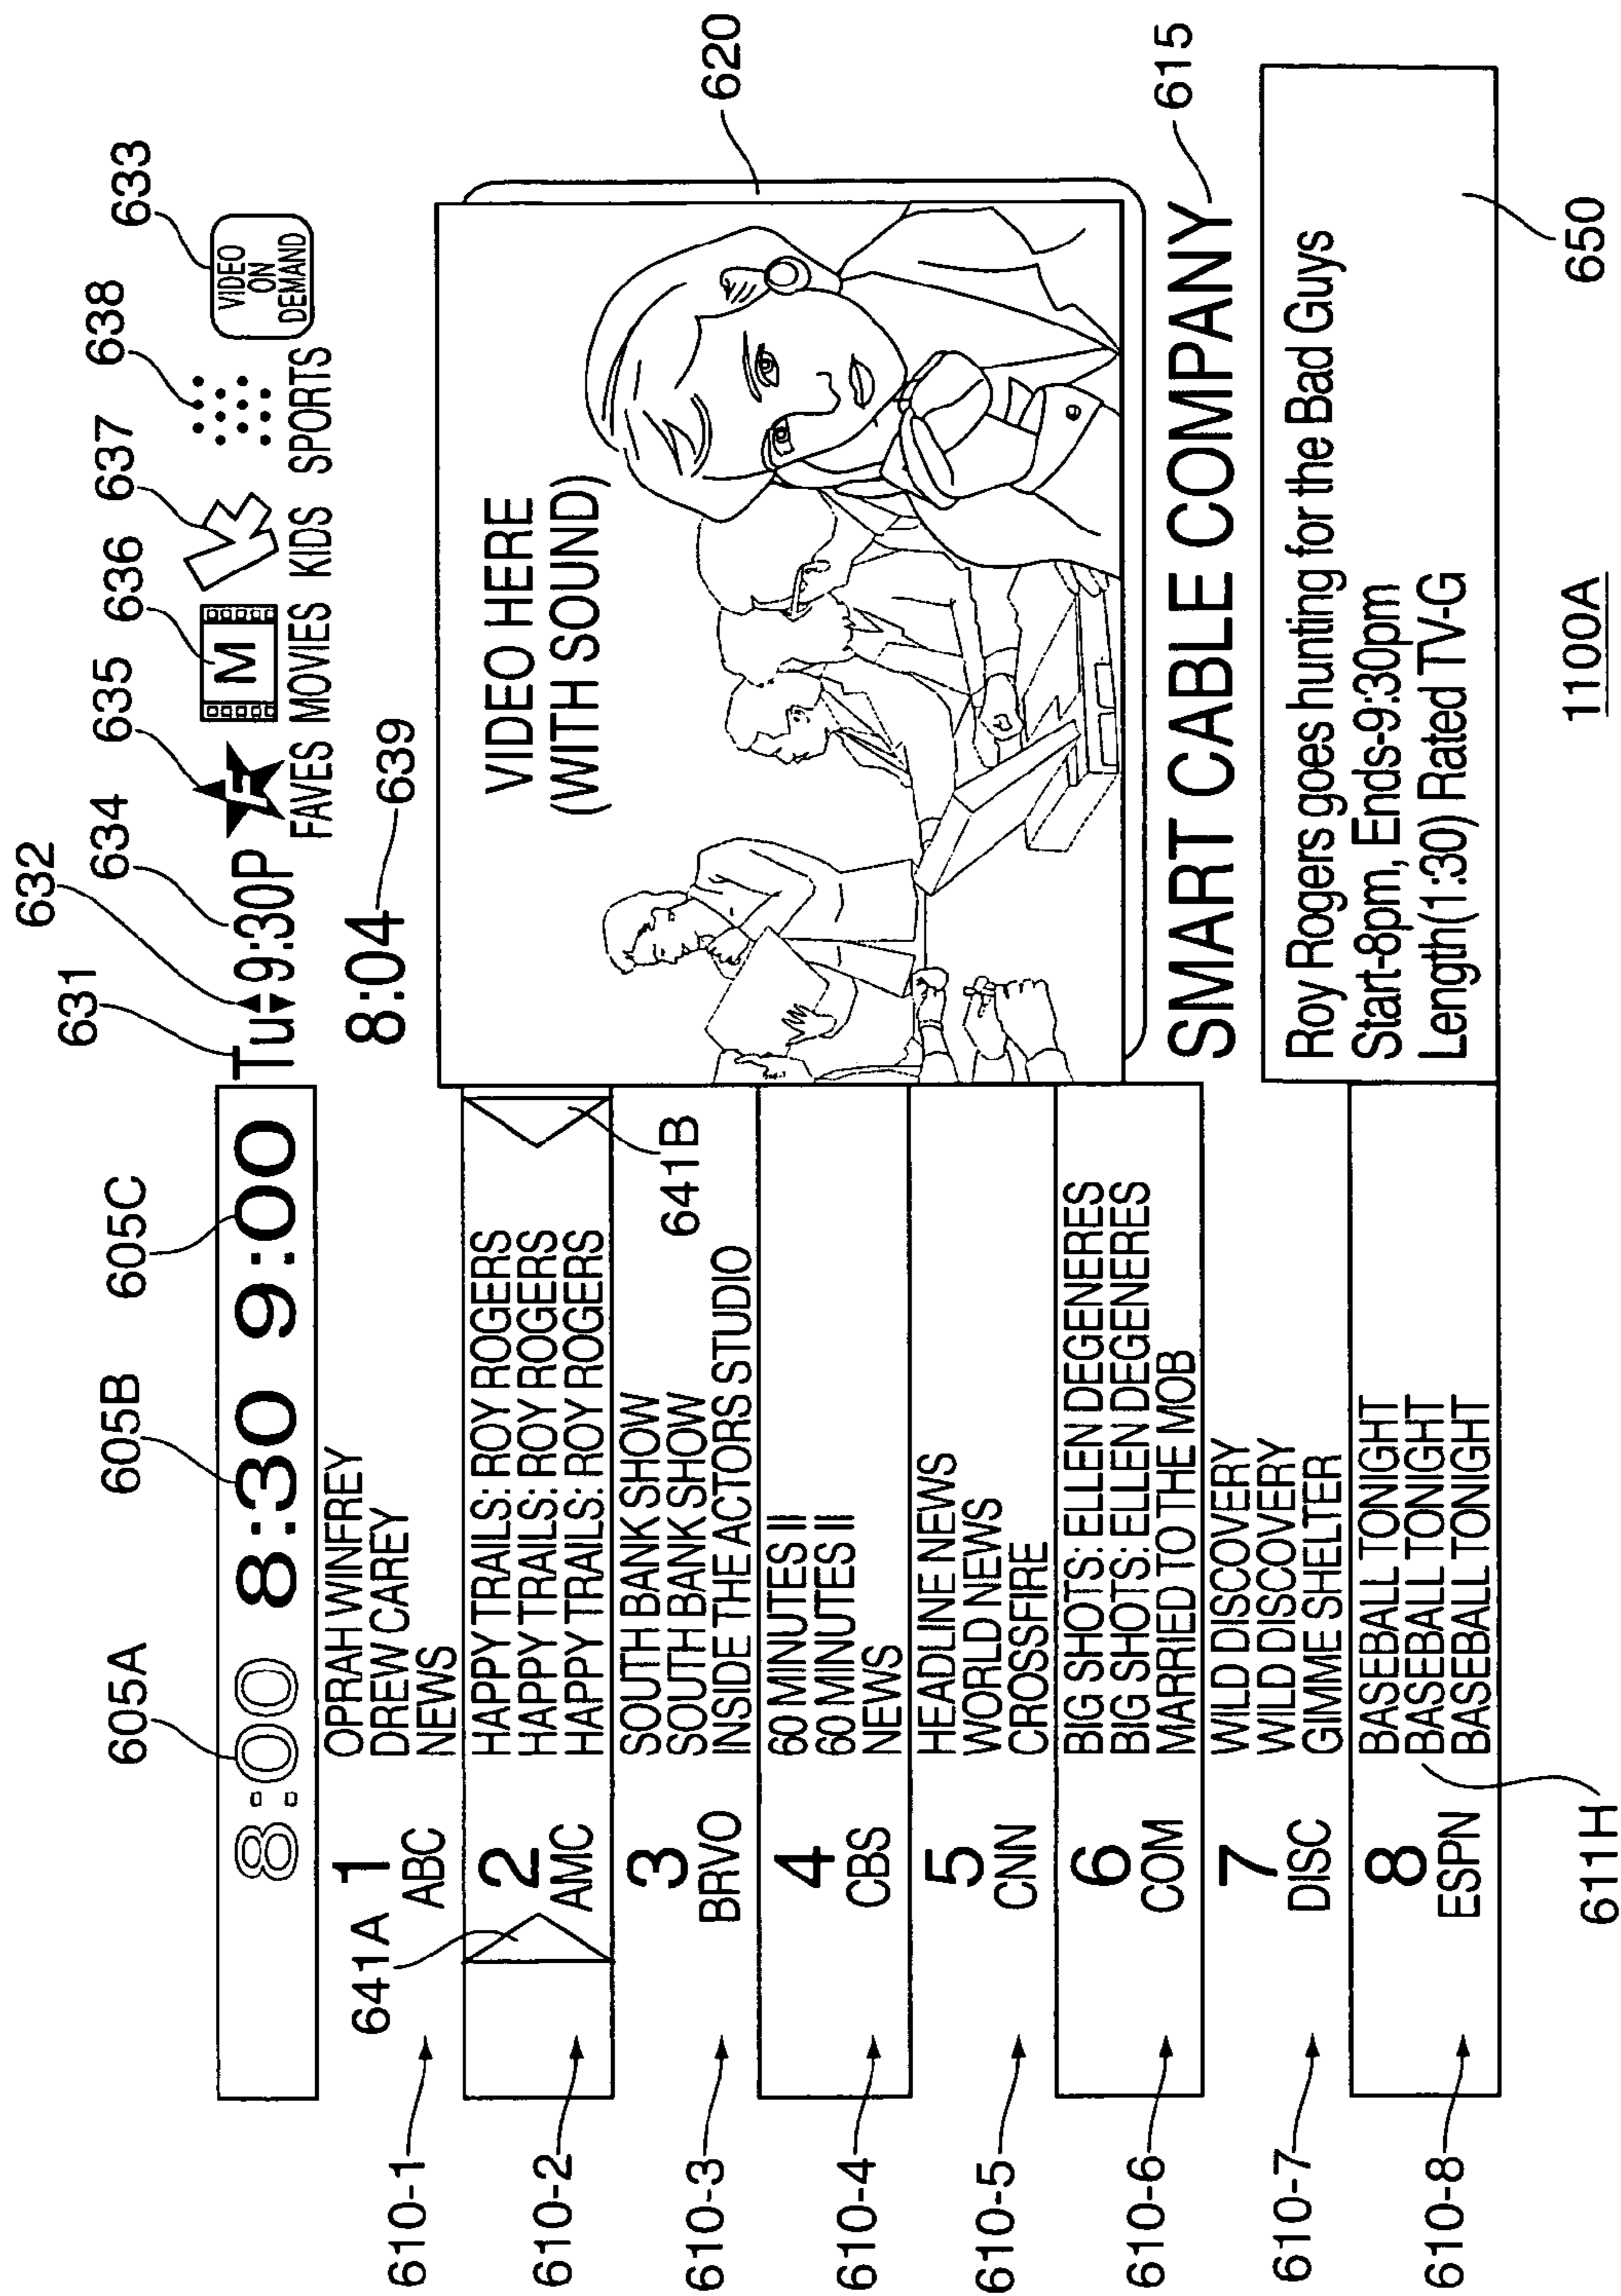 631
632
634
635
636
637
638
633
605A
605B
605C
8:00 8:30 9:00
Tu 9:30P
F
FAVES
M
MOVIES
KIDS
SPORTS
VIDEO
ON
DEMAND
8:04
639
641A
610-1
1
ABC
OPRAH WINFREY
DREW CAREY
NEWS
610-2
2
AMC
HAPPY TRAILS: ROY ROGERS
HAPPY TRAILS: ROY ROGERS
HAPPY TRAILS: ROY ROGERS
641B
610-3
3
BRVO
SOUTH BANK SHOW
SOUTH BANK SHOW
INSIDE THE ACTORS STUDIO
610-4
4
CBS
60 MINUTES II
60 MINUTES II
NEWS
610-5
5
CNN
HEADLINE NEWS
WORLD NEWS
CROSSFIRE
610-6
6
COM
BIG SHOTS: ELLEN DEGENERES
BIG SHOTS: ELLEN DEGENERES
MARRIED TO THE MOB
610-7
7
DISC
WILD DISCOVERY
WILD DISCOVERY
GIMME SHELTER
610-8
8
ESPN
BASEBALL TONIGHT
BASEBALL TONIGHT
BASEBALL TONIGHT
611H
VIDEO HERE
(WITH SOUND)
620
SMART CABLE COMPANY
615
Roy Rogers goes hunting for the Bad Guys
Start-8pm, Ends-9:30pm
Length(1:30) Rated TV-G
650
1100A